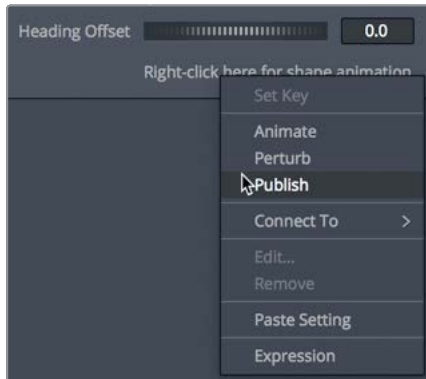 Heading Offset 0.0
Right-click here for shape animation
Set Key
Animate
Perturb
Publish
Connect To >
Edit...
Remove
Paste Setting
Expression